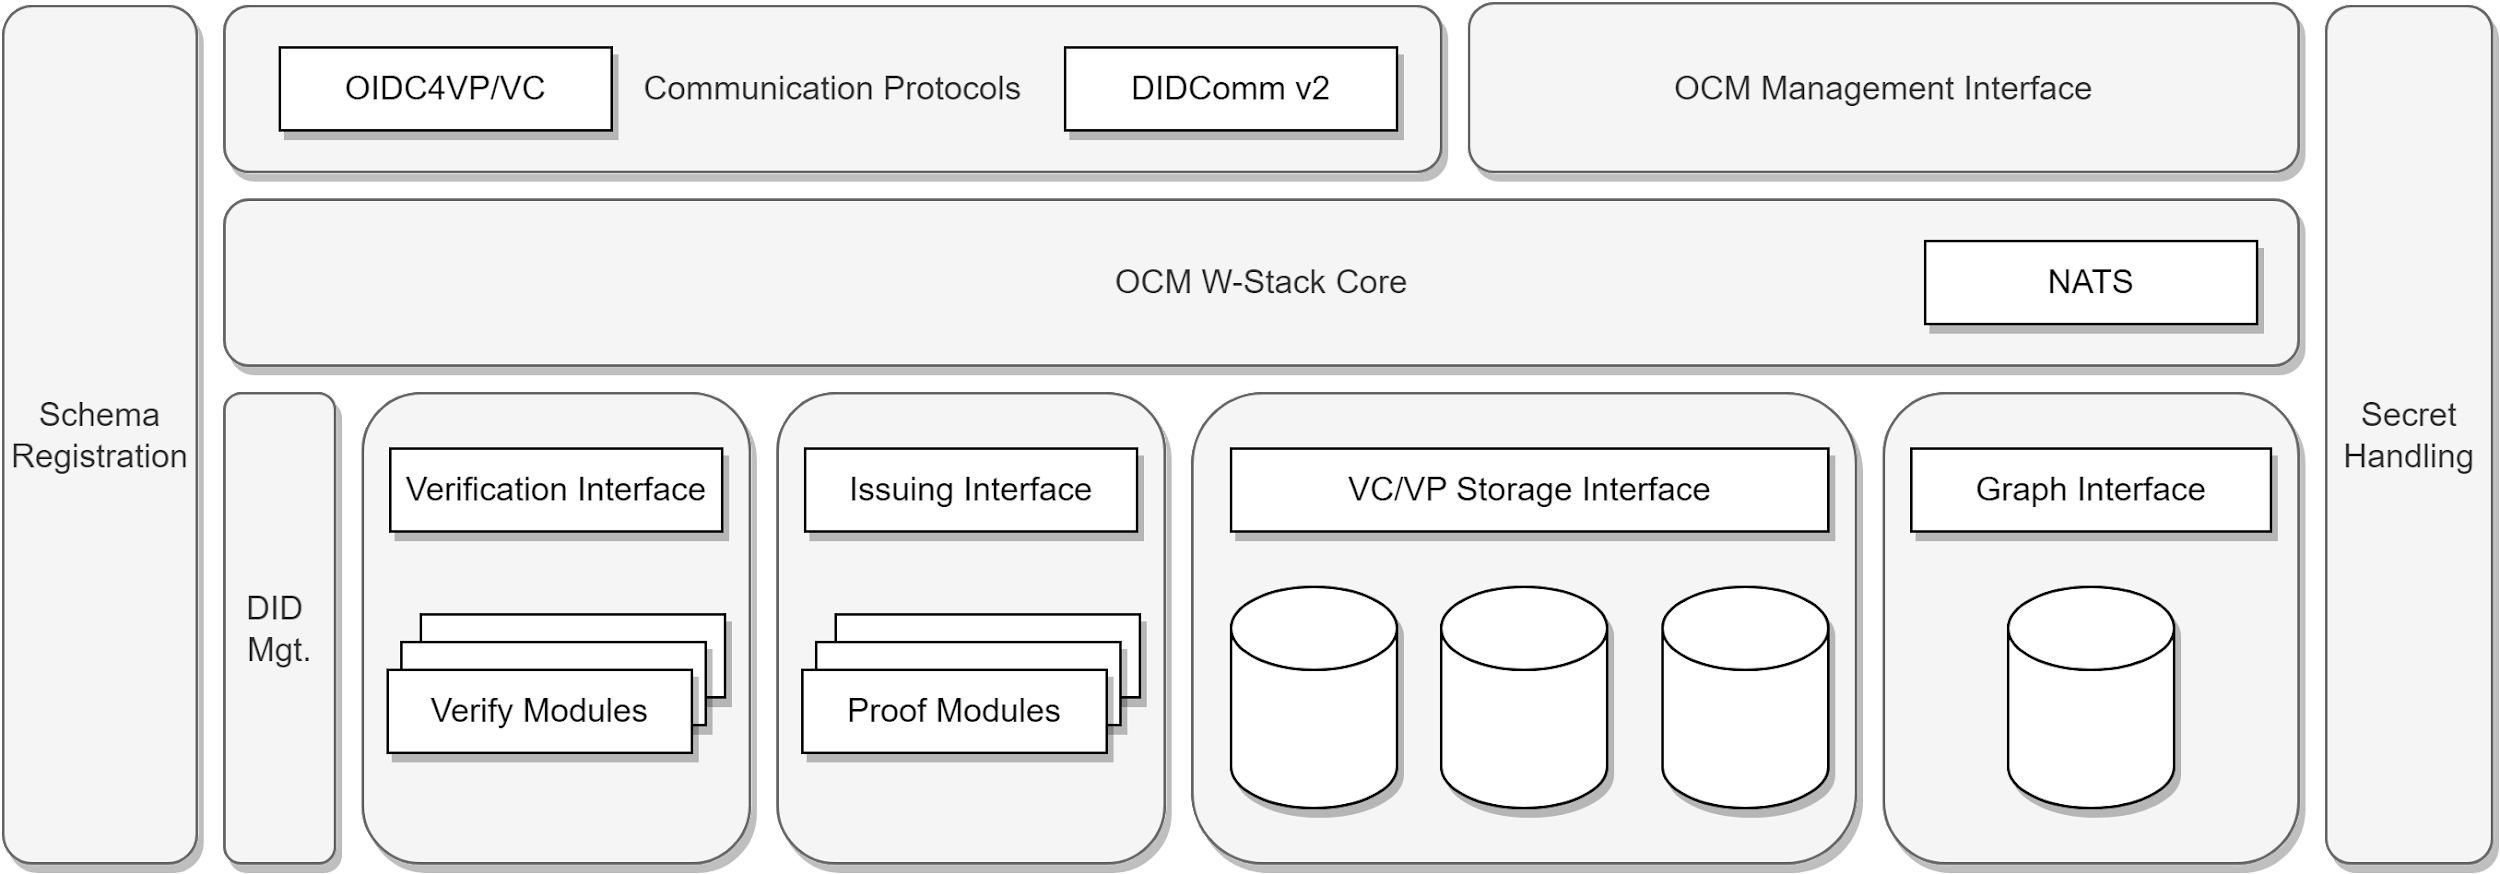 OIDC4VP/VC
Communication Protocols
DIDComm v2
OCM Management Interface
OCM W-Stack Core
NATS
Schema
Registration
Secret
Handling
DID
Mgt.
Verification Interface
Verify Modules
Issuing Interface
Proof Modules
VC/VP Storage Interface
Graph Interface